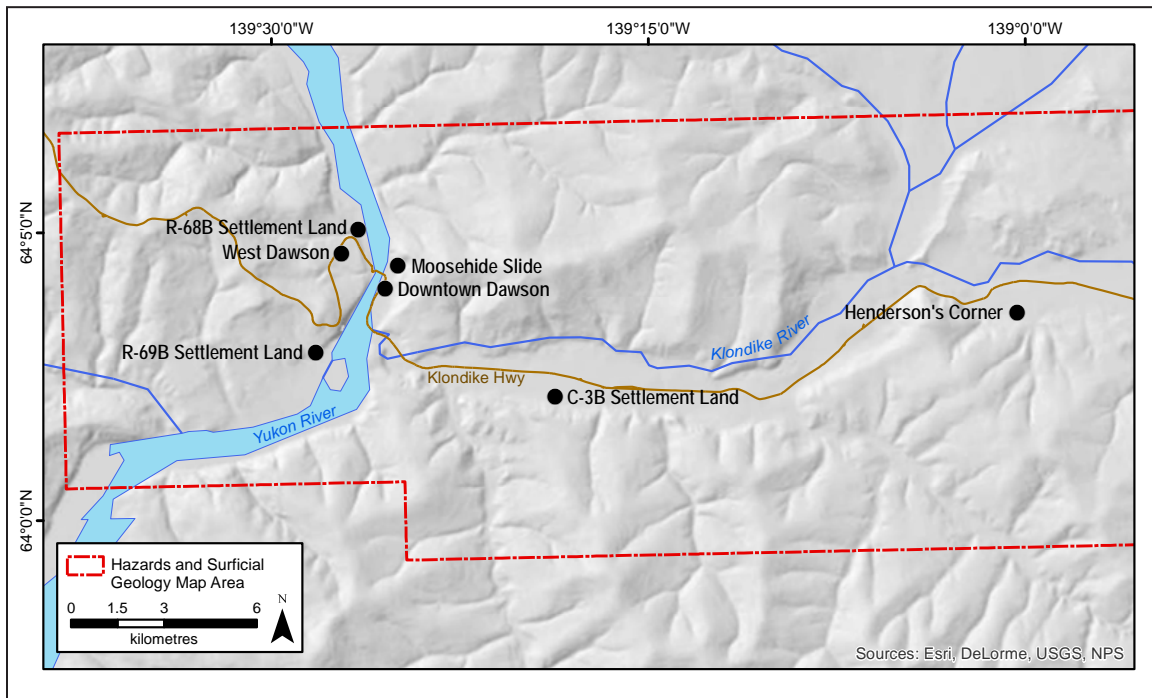 139°30'0"W
139°15'0"W
139°0'0"W
64°5'0"N
64°0'0"N
R-68B Settlement Land
West Dawson
Moosehide Slide
Downtown Dawson
Henderson's Corner
R-69B Settlement Land
Klondike River
Klondike Hwy
C-3B Settlement Land
Yukon River
Hazards and Surficial
Geology Map Area
0 1.5 3 6
kilometres
N
Sources: Esri, DeLorme, USGS, NPS